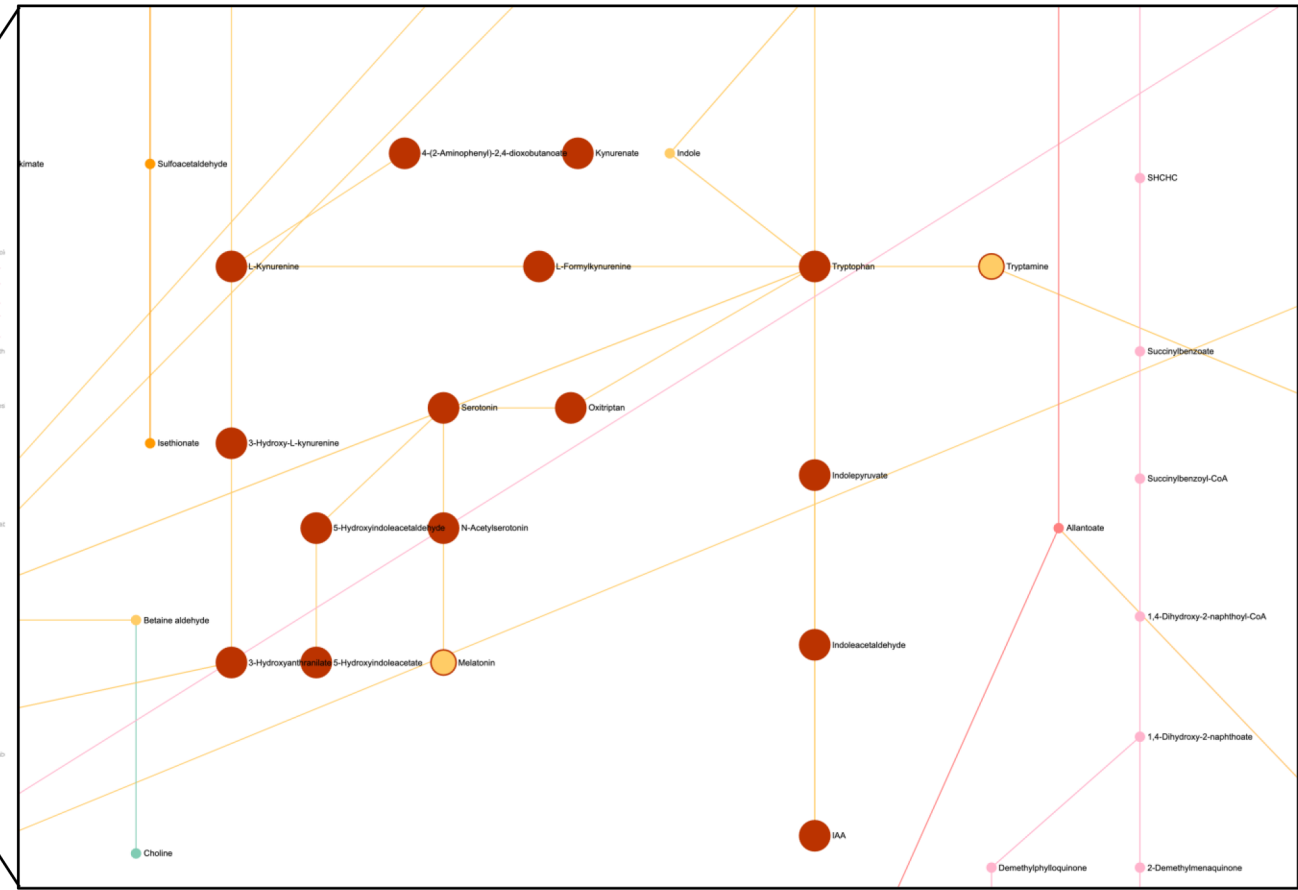 4-(2-Aminophenyl)-2,4-dioxobutanoate
Kynurenate
Indole
kimate
Sulfoacetaldehyde
SHCHC
L-Kynurenine
L-Formylkynurenine
Tryptophan
Tryptamine
Succinylbenzoate
Serotonin
Oxitriptan
Isethionate
3-Hydroxy-L-kynurenine
Indolepyruvate
Succinylbenzoyl-CoA
5-Hydroxyindoleacetaldehyde
N-Acetylserotonin
Allantoate
Betaine aldehyde
1,4-Dihydroxy-2-naphthoyl-CoA
Indoleacetaldehyde
3-Hydroxyanthranilate
5-Hydroxyindoleacetate
Melatonin
1,4-Dihydroxy-2-naphthoate
IAA
Choline
Demethylphylloquinone
2-Demethylmenaquinone